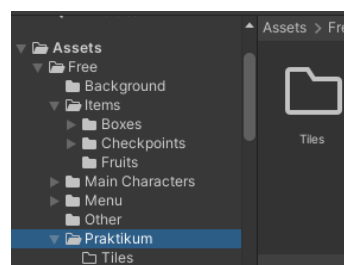 Assets > Fre
Assets
Free
Background
Items
Boxes
Checkpoints
Fruits
Main Characters
Menu
Other
Praktikum
Tiles
Tiles